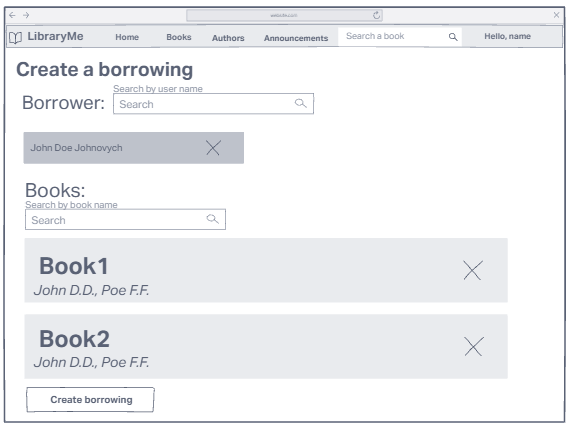 website.com
LibraryMe
Home
Books
Authors
Announcements
Search a book
Hello, name
Create a borrowing
Search by user name
Borrower:
Search
John Doe Johnovych
Books:
Search by book name
Search
Book1
John D.D., Poe F.F.
Book2
John D.D., Poe F.F.
Create borrowing